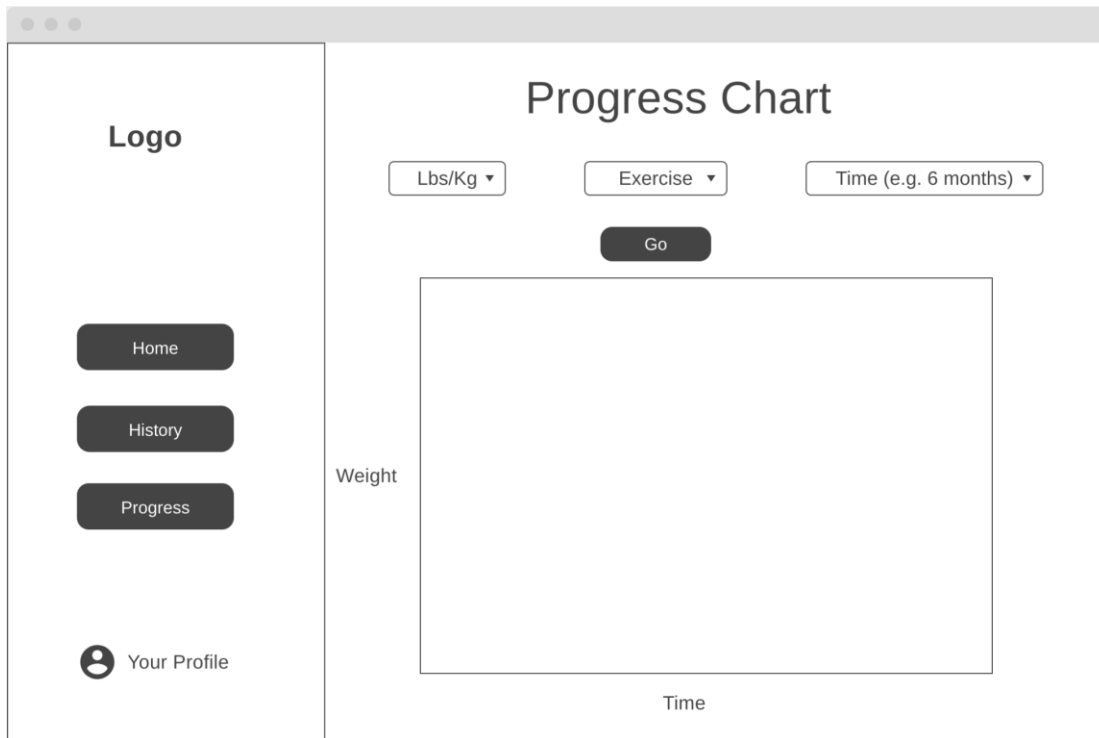 Logo
Home
History
Progress
Your Profile
Progress Chart
Lbs/Kg
Exercise
Time (e.g. 6 months)
Go
Weight
Time